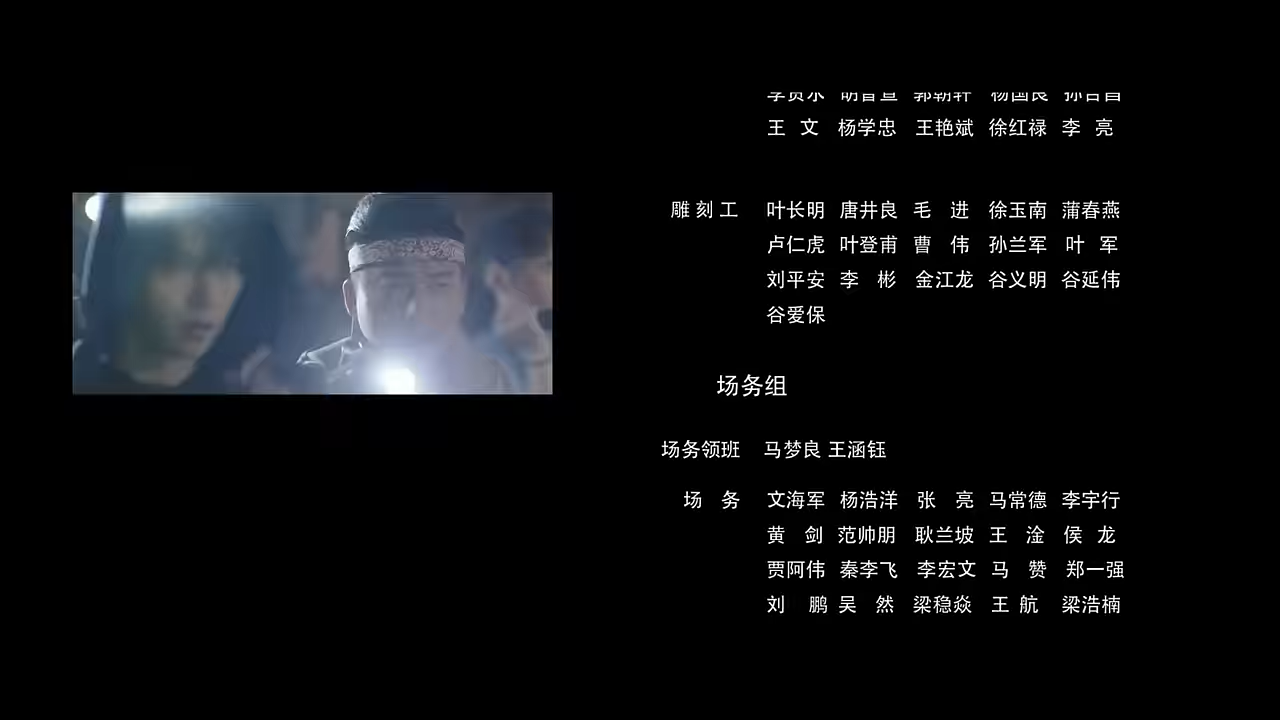 王 文 杨学忠 王艳斌 徐红禄 李 亮
雕刻工 叶长明 唐井良 毛 进 徐玉南 蒲春燕
卢仁虎 叶登甫 曹 伟 孙兰军 叶 军
刘平安 李 彬 金江龙 谷义明 谷延伟
谷爱保
场务组
场务领班 马梦良 王涵钰
场 务 文海军 杨浩洋 张 亮 马常德 李宇行
黄 剑 范帅朋 耿兰坡 王 淦 侯 龙
贾阿伟 秦李飞 李宏文 马 赞 郑一强
刘 鹏 吴 然 梁稳焱 王 航 梁浩楠